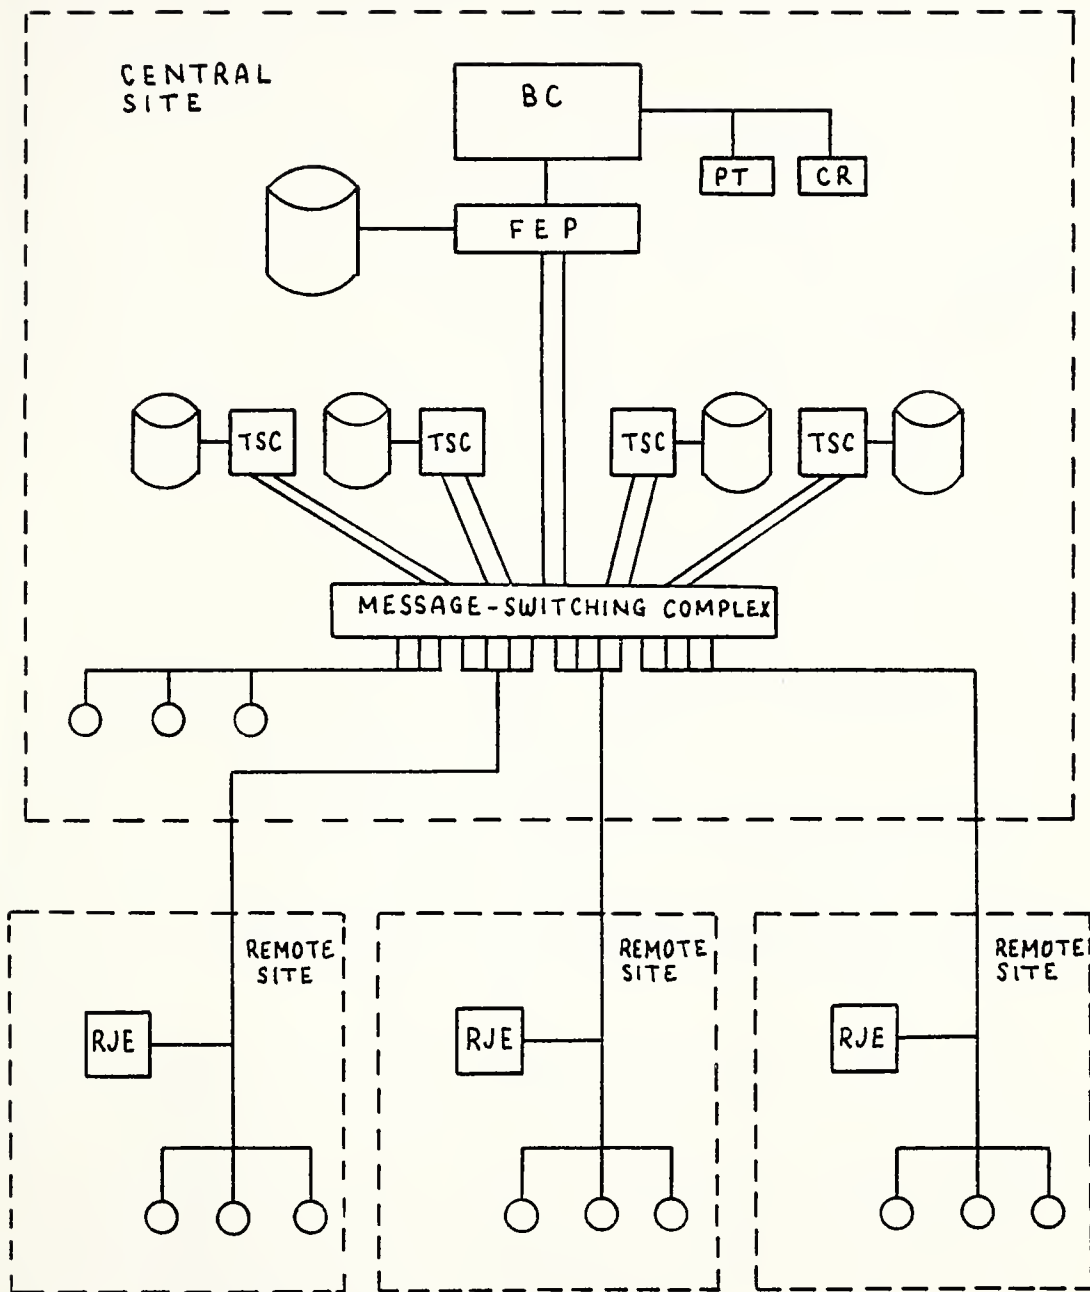 CENTRAL
SITE
BC
PT
CR
FEP
TSC
TSC
TSC
TSC
MESSAGE-SWITCHING COMPLEX
REMOTE
SITE
REMOTE
SITE
REMOTE
SITE
RJE
RJE
RJE